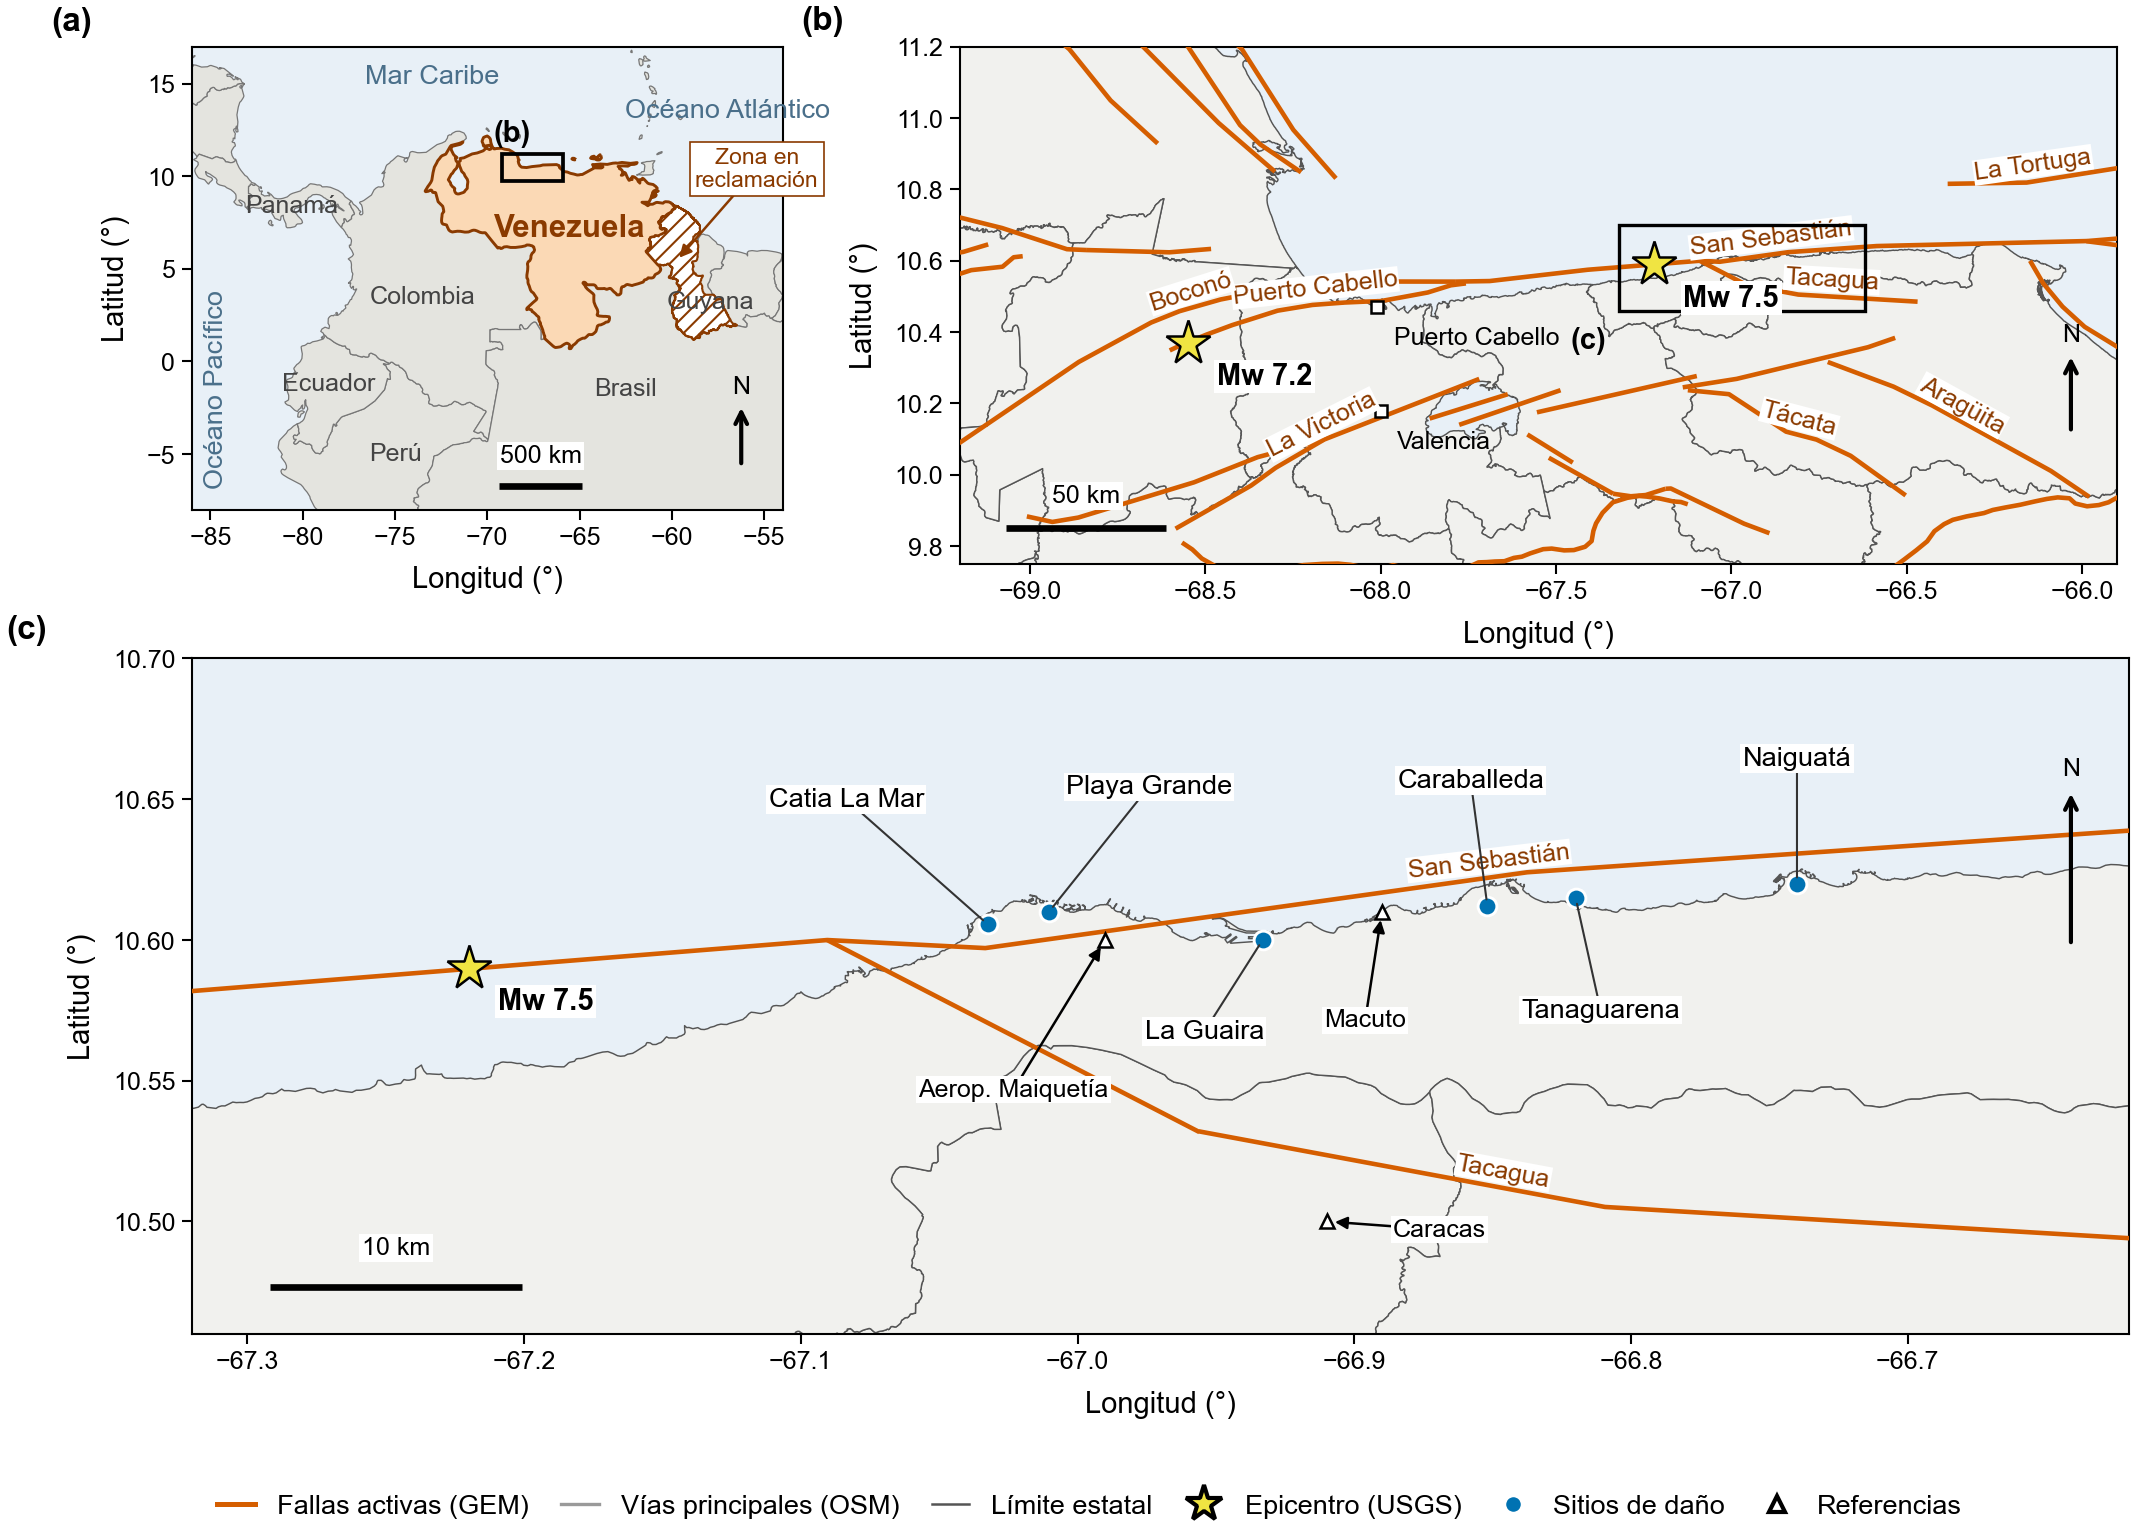 (a)
Mar Caribe
Océano Atlántico
(b)
Zona en
reclamación
Panamá
Venezuela
Colombia
Guyana
Océano Pacífico
Ecuador
Brasil
N
Perú
500 km
15
10
5
0
−5
Latitud (°)
−85
−80
−75
−70
−65
−60
−55
Longitud (°)
(b)
11.2
11.0
10.8
10.6
10.4
10.2
10.0
9.8
Latitud (°)
La Tortuga
San Sebastián
Boconó
Puerto Cabello
Tacagua
Mw 7.5
Puerto Cabello
(c)
N
Mw 7.2
La Victoria
Valencia
Tácata
Aragüita
50 km
−69.0
−68.5
−68.0
−67.5
−67.0
−66.5
−66.0
Longitud (°)
(c)
10.70
10.65
10.60
10.55
10.50
Latitud (°)
Naiguatá
N
Caraballeda
Playa Grande
Catia La Mar
San Sebastián
Mw 7.5
Tanaguarena
Macuto
La Guaira
Aerop. Maiquetía
Tacagua
Caracas
10 km
−67.3
−67.2
−67.1
−67.0
−66.9
−66.8
−66.7
Longitud (°)
Fallas activas (GEM)
Vías principales (OSM)
Límite estatal
Epicentro (USGS)
Sitios de daño
Referencias